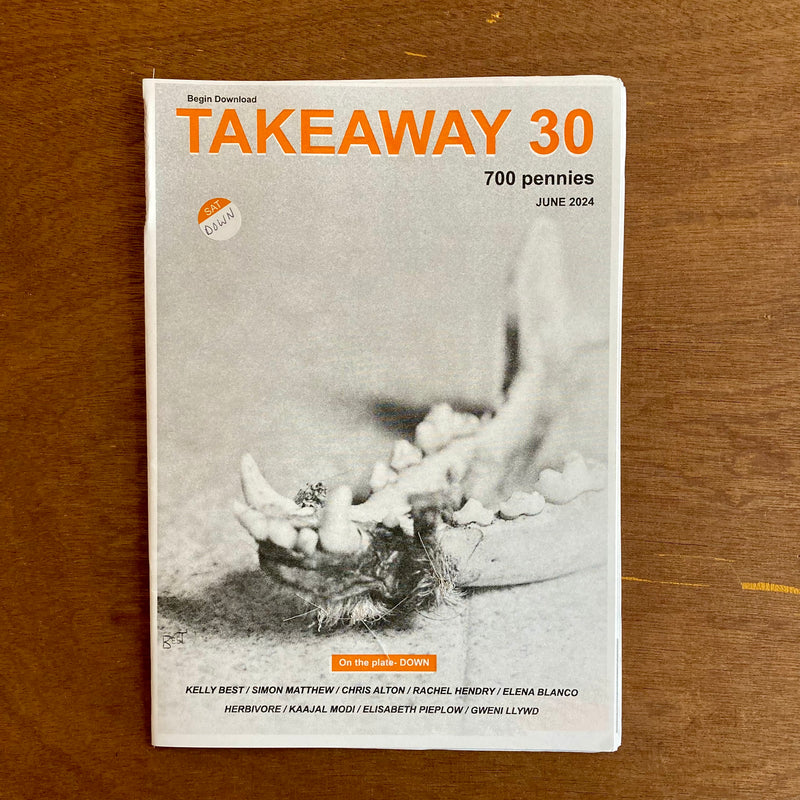 Begin Download
TAKEAWAY 30
700 pennies
JUNE 2024
SAT
DOWN
BEST
On the plate- DOWN
KELLY BEST / SIMON MATTHEW / CHRIS ALTON / RACHEL HENDRY / ELENA BLANCO
HERBIVORE / KAAJAL MODI / ELISABETH PIEPLOW / GWENI LLYWD